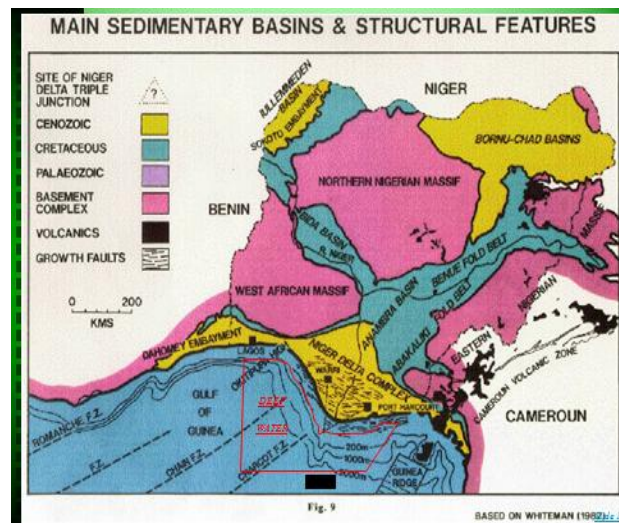 MAIN SEDIMENTARY BASINS & STRUCTURAL FEATURES
SITE OF NIGER
DELTA TRIPLE
JUNCTION
?
CENOZOIC
CRETACEOUS
PALAEOZOIC
BASEMENT
COMPLEX
VOLCANICS
GROWTH FAULTS
0 200
KMS
IULLEMMEDEN
BASIN
SOKOTO EMBAYMENT
NIGER
BORNU-CHAD BASINS
NORTHERN NIGERIAN MASSIF
BENIN
BIDA BASIN
R. NIGER
WEST AFRICAN MASSIF
BENUE FOLD BELT
ANAMBRA BASIN
ABAKALIKI FOLD BELT
EASTERN NIGERIAN MASSIF
CAMEROUN VOLCANIC ZONE
CAMEROUN
DAHOMEY EMBAYMENT
LAGOS
OKITIPUPA HIGH
NIGER DELTA COMPLEX
WARRI
PORT HARCOURT
DEEP
WATER
GULF
OF
GUINEA
ROMANCHE F.Z.
F.Z.
CHAIN F.Z.
CHARCOT F.Z.
200m
1000m
GUINEA
RIDGE
Fig. 9
BASED ON WHITEMAN (1982)